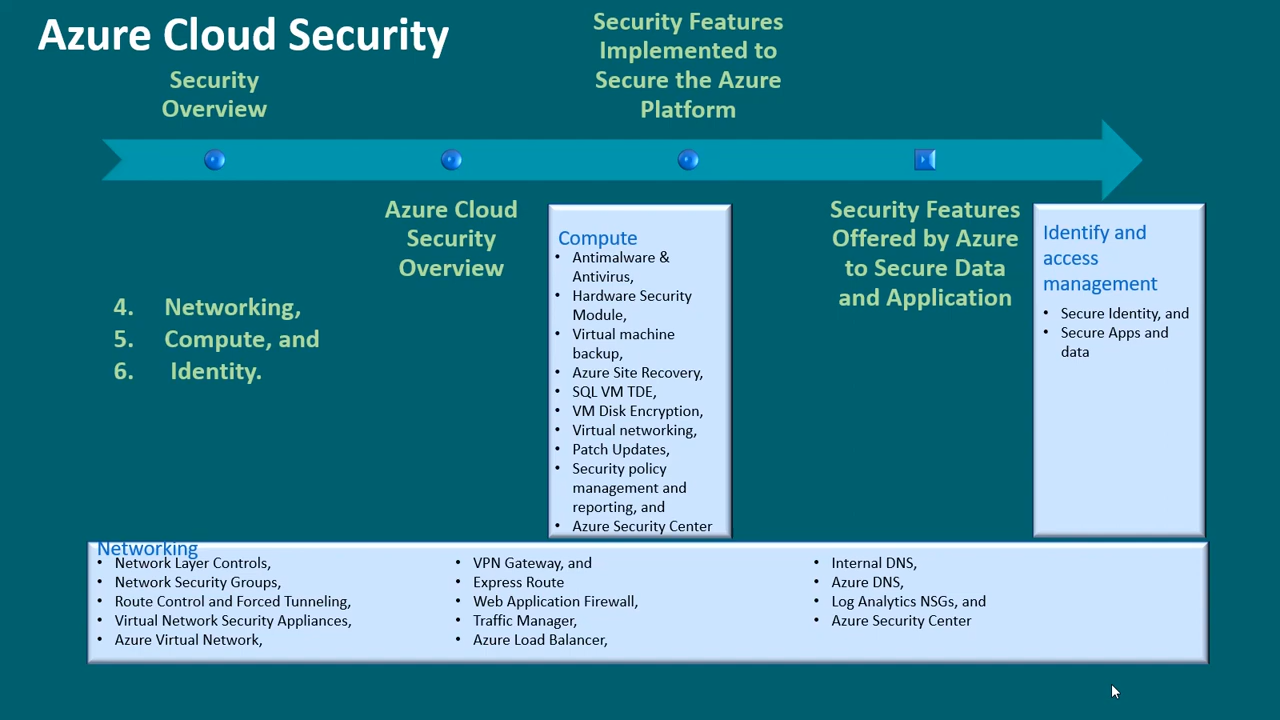 Azure Cloud Security
Security
Overview
Security Features
Implemented to
Secure the Azure
Platform
Azure Cloud
Security
Overview
Security Features
Offered by Azure
to Secure Data
and Application
4. Networking,
5. Compute, and
6. Identity.
Compute
• Antimalware &
Antivirus,
• Hardware Security
Module,
• Virtual machine
backup,
• Azure Site Recovery,
• SQL VM TDE,
• VM Disk Encryption,
• Virtual networking,
• Patch Updates,
• Security policy
management and
reporting, and
• Azure Security Center
Identify and
access
management
• Secure Identity, and
• Secure Apps and
data
Networking
• Network Layer Controls,
• Network Security Groups,
• Route Control and Forced Tunneling,
• Virtual Network Security Appliances,
• Azure Virtual Network,
• VPN Gateway, and
• Express Route
• Web Application Firewall,
• Traffic Manager,
• Azure Load Balancer,
• Internal DNS,
• Azure DNS,
• Log Analytics NSGs, and
• Azure Security Center